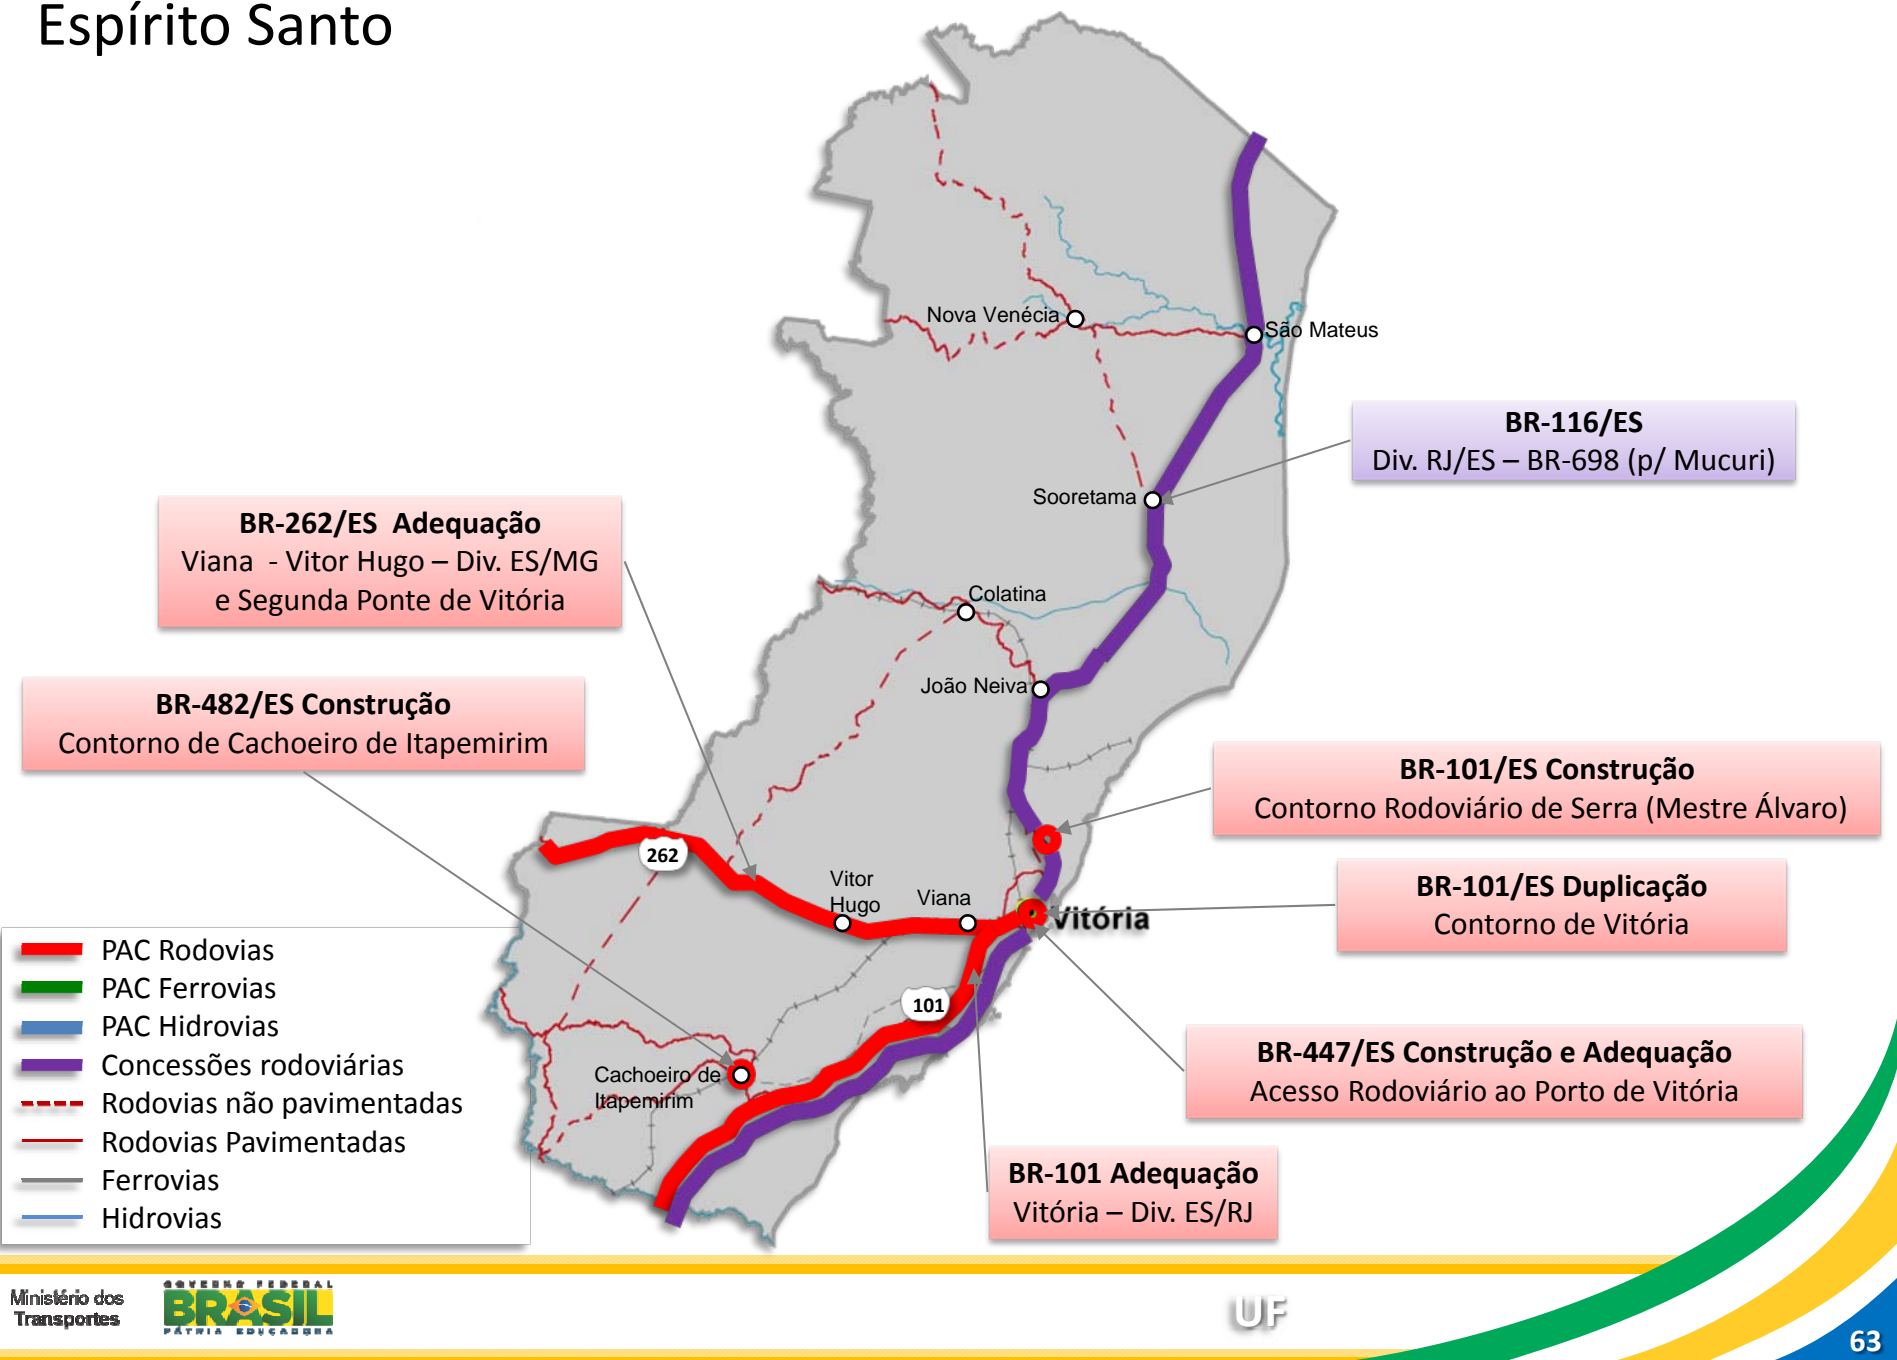 Espírito Santo
Nova Venécia
São Mateus
BR-116/ES
Div. RJ/ES – BR-698 (p/ Mucuri)
Sooretama
BR-262/ES  Adequação
Viana  - Vitor Hugo – Div. ES/MG
e Segunda Ponte de Vitória
Colatina
João Neiva
BR-482/ES Construção
Contorno de Cachoeiro de Itapemirim
BR-101/ES Construção
Contorno Rodoviário de Serra (Mestre Álvaro)
262
Vitor
Hugo
Viana
Vitória
BR-101/ES Duplicação
Contorno de Vitória
PAC Rodovias
PAC Ferrovias
PAC Hidrovias
Concessões rodoviárias
Rodovias não pavimentadas
Rodovias Pavimentadas
Ferrovias
Hidrovias
101
Cachoeiro de
Itapemirim
BR-447/ES Construção e Adequação
Acesso Rodoviário ao Porto de Vitória
BR-101 Adequação
Vitória – Div. ES/RJ
Ministério dos
Transportes
GOVERNO FEDERAL
BRASIL
PÁTRIA EDUCADORA
UF
63